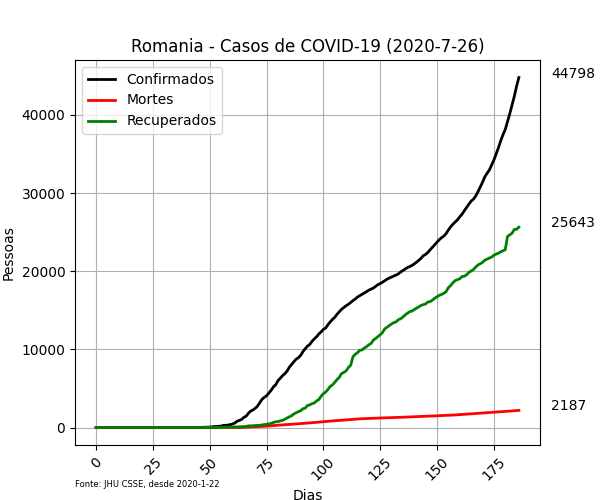 Romania - Casos de COVID-19 (2020-7-26)
Confirmados
Mortes
Recuperados
44798
25643
2187
Pessoas
40000
30000
20000
10000
0
0
25
50
75
100
125
150
175
Dias
Fonte: JHU CSSE, desde 2020-1-22